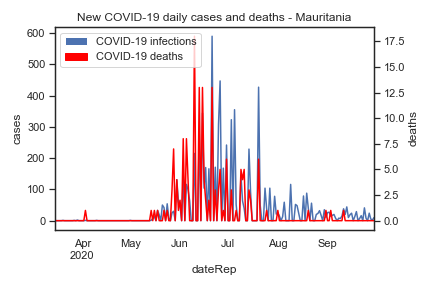 New COVID-19 daily cases and deaths - Mauritania
COVID-19 infections
COVID-19 deaths
600
500
400
300
200
100
0
cases
17.5
15.0
12.5
10.0
7.5
5.0
2.5
0.0
deaths
Apr May Jun Jul Aug Sep
2020
dateRep